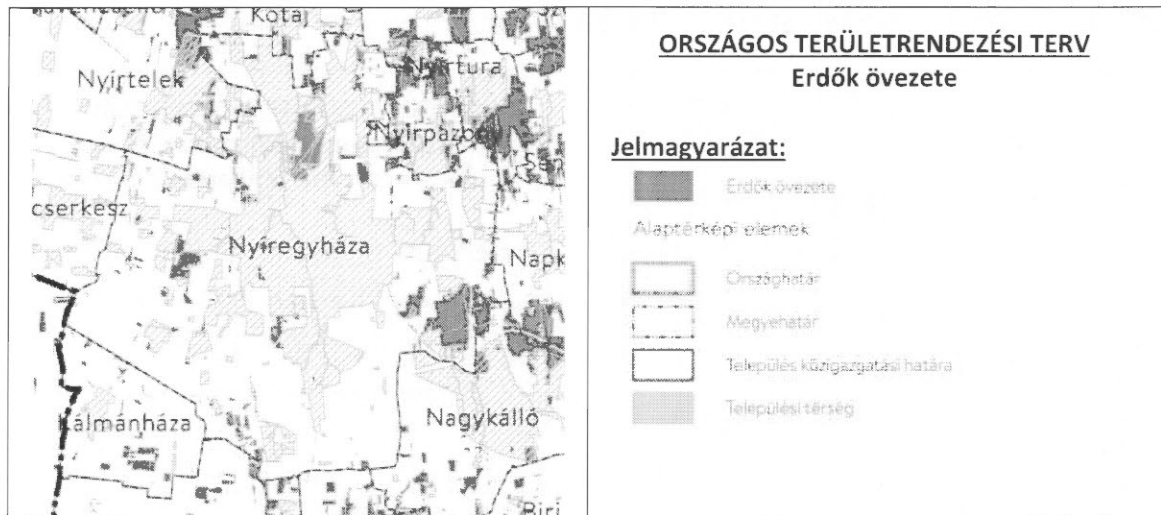 Kótaj
Nyírtelek
Nyírtura
Nyírpazony
cserkesz
Nyíregyháza
Napk
Kálmánháza
Nagykálló
Biri
ORSZÁGOS TERÜLETRENDEZÉSI TERV
Erdők övezete
Jelmagyarázat:
Erdők övezete
Alaptérképi elemek
Országhatár
Megyehatár
Település közigazgatási határa
Települési térség